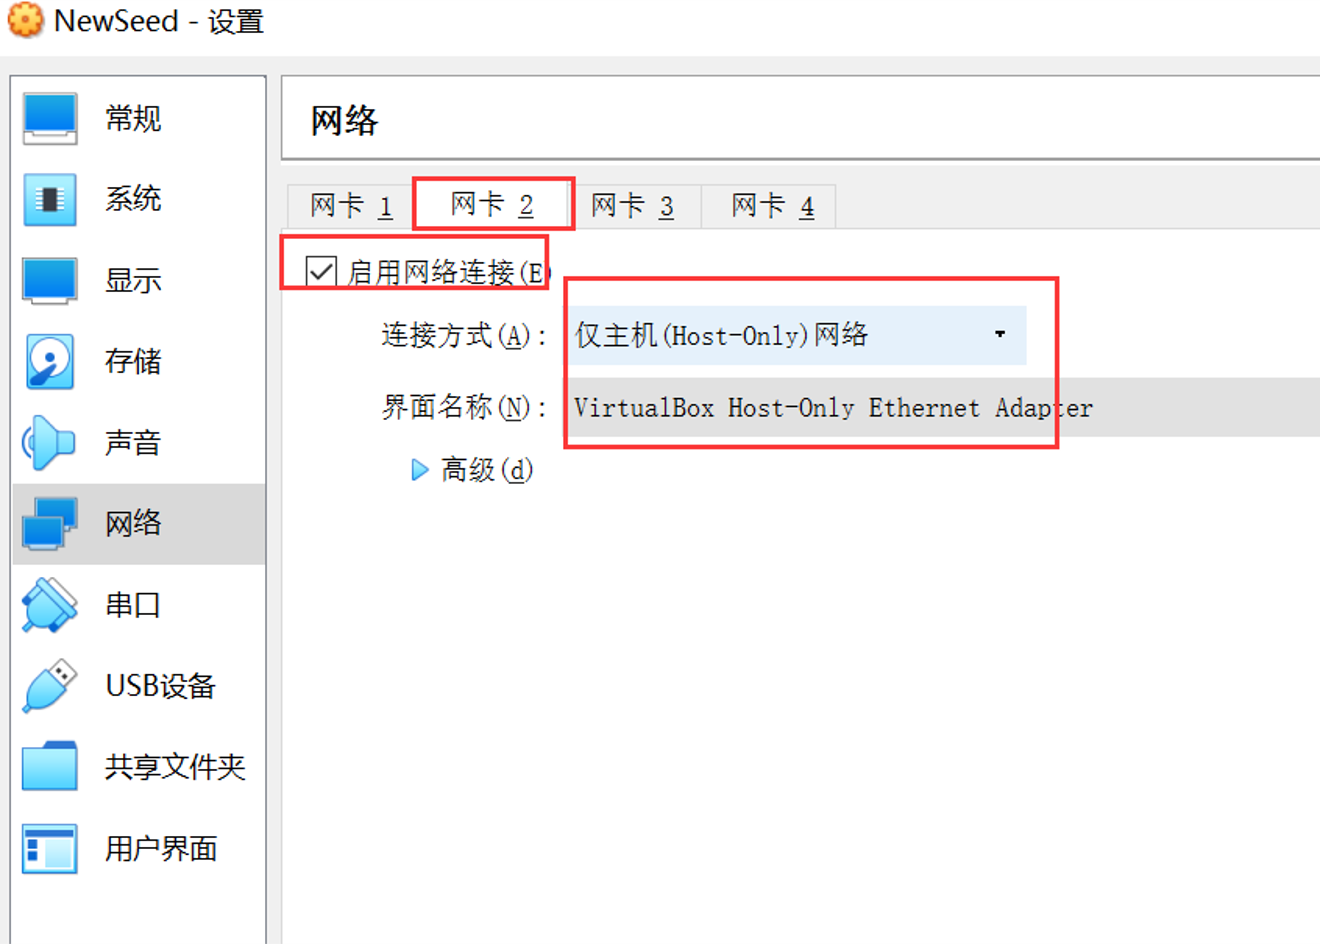 NewSeed - 设置
常规
系统
显示
存储
声音
网络
串口
USB设备
共享文件夹
用户界面
网络
网卡 1 网卡 2 网卡 3 网卡 4
启用网络连接(E)
连接方式(A): 仅主机(Host-Only)网络
界面名称(N): VirtualBox Host-Only Ethernet Adapter
高级(d)